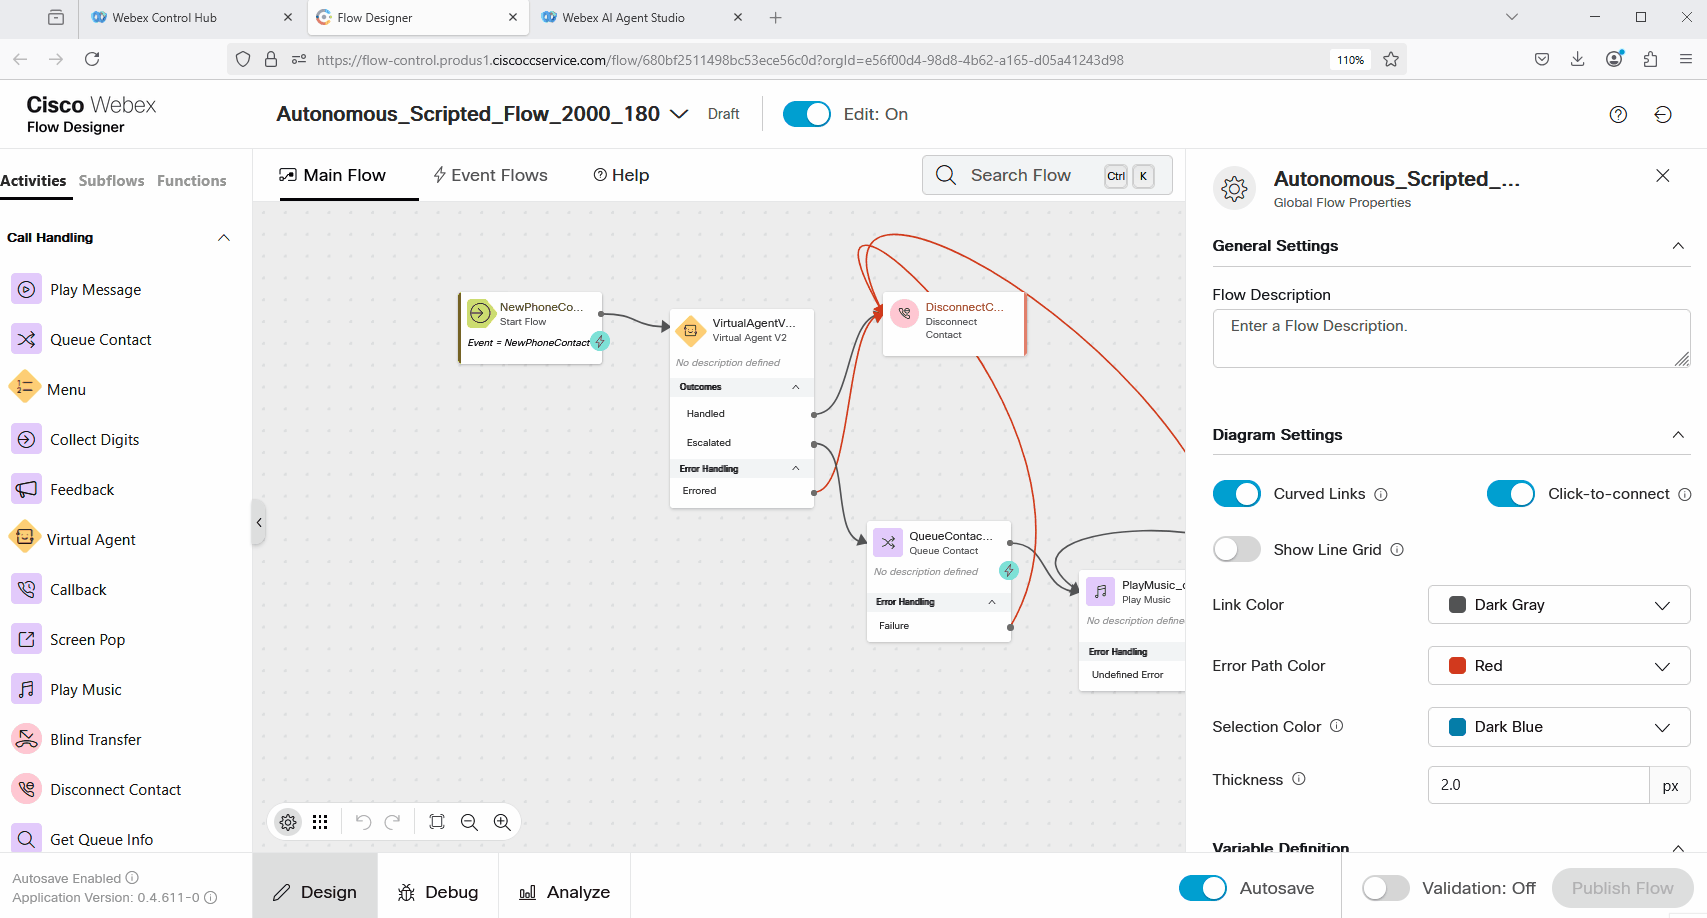 Webex Control Hub
Flow Designer
Webex AI Agent Studio
https://flow-control.produs1.ciscoccservice.com/flow/680bf2511498bc53ece56c0d?orgId=e56f00d4-98d8-4b62-a165-d05a41243d98
110%
Cisco Webex
Flow Designer
Autonomous_Scripted_Flow_2000_180
Draft
Edit: On
Activities
Subflows
Functions
Call Handling
Play Message
Queue Contact
Menu
Collect Digits
Feedback
Virtual Agent
Callback
Screen Pop
Play Music
Blind Transfer
Disconnect Contact
Get Queue Info
Autosave Enabled
Application Version: 0.4.611-0
Main Flow
Event Flows
Help
Search Flow
Ctrl
K
NewPhoneCo...
Start Flow
Event = NewPhoneContact
VirtualAgentV...
Virtual Agent V2
No description defined
Outcomes
Handled
Escalated
Error Handling
Errored
DisconnectC...
Disconnect
Contact
QueueContac...
Queue Contact
No description defined
Error Handling
Failure
PlayMusic_
Play Music
No description define
Error Handling
Undefined Error
Design
Debug
Analyze
Autonomous_Scripted_...
Global Flow Properties
General Settings
Flow Description
Enter a Flow Description.
Diagram Settings
Curved Links
Click-to-connect
Show Line Grid
Link Color
Dark Gray
Error Path Color
Red
Selection Color
Dark Blue
Thickness
2.0
px
Variable Definition
Autosave
Validation: Off
Publish Flow